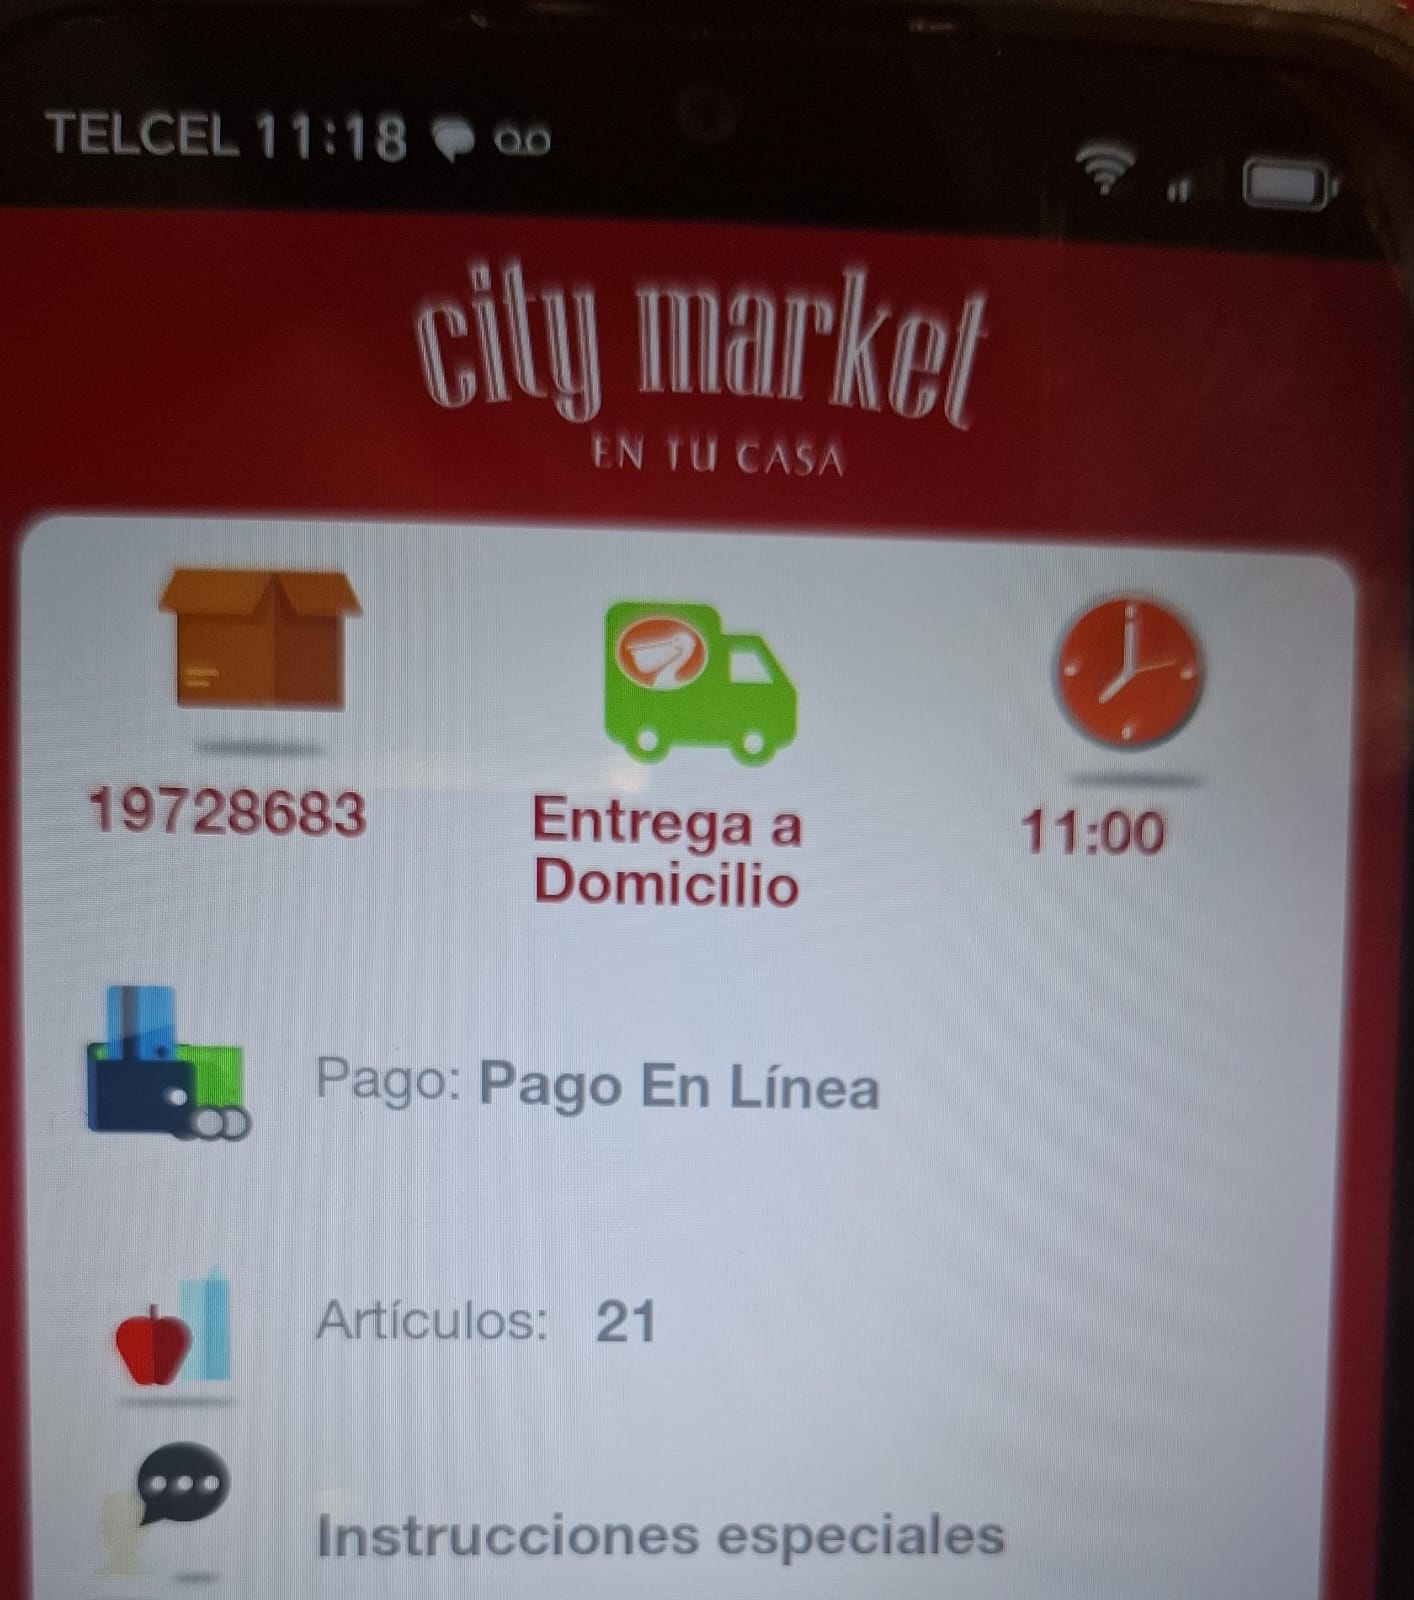 TELCEL 11:18
city market
EN TU CASA
19728683
Entrega a
Domicilio
11:00
Pago: Pago En Línea
Artículos: 21
Instrucciones especiales